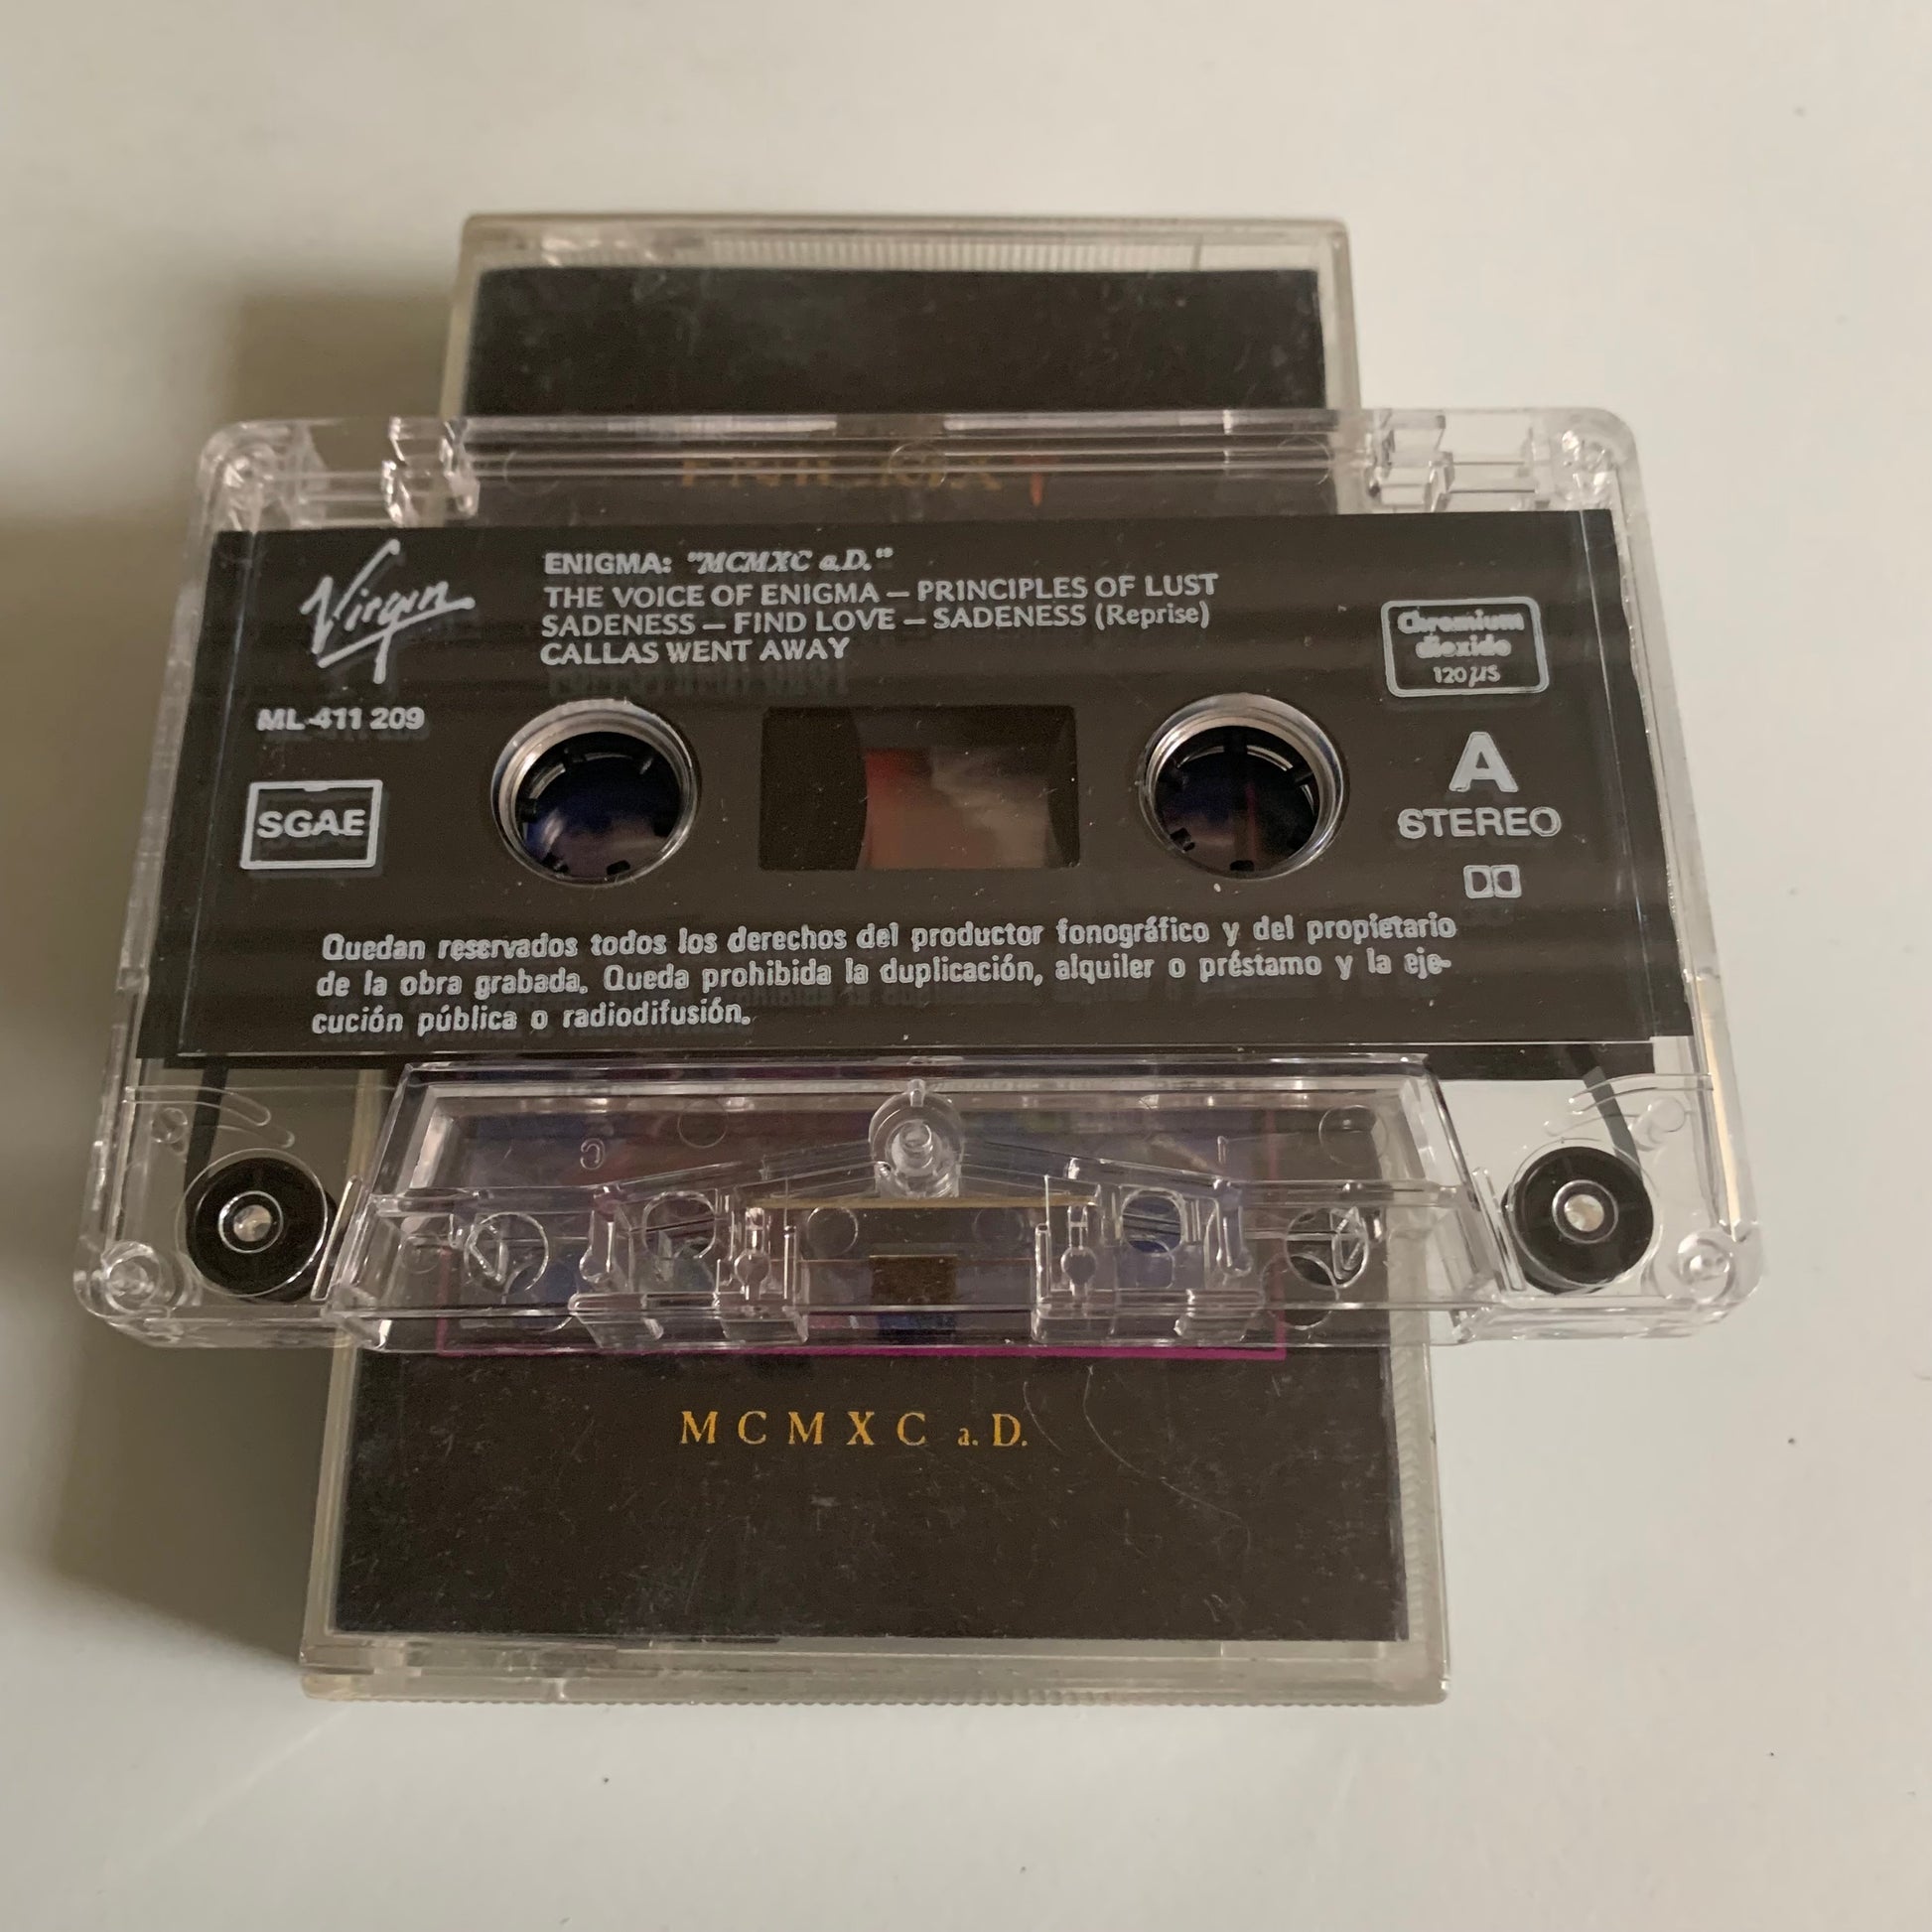 ENIGMA
Virgin
ENIGMA: "MCMXC a.D."
THE VOICE OF ENIGMA — PRINCIPLES OF LUST
SADENESS — FIND LOVE — SADENESS (Reprise)
CALLAS WENT AWAY
Chromium
dioxide
120 µs
ML-411 209
SGAE
A
STEREO
Quedan reservados todos los derechos del productor fonográfico y del propietario
de la obra grabada. Queda prohibida la duplicación, alquiler o préstamo y la eje-
cución pública o radiodifusión.
MCMXC a.D.